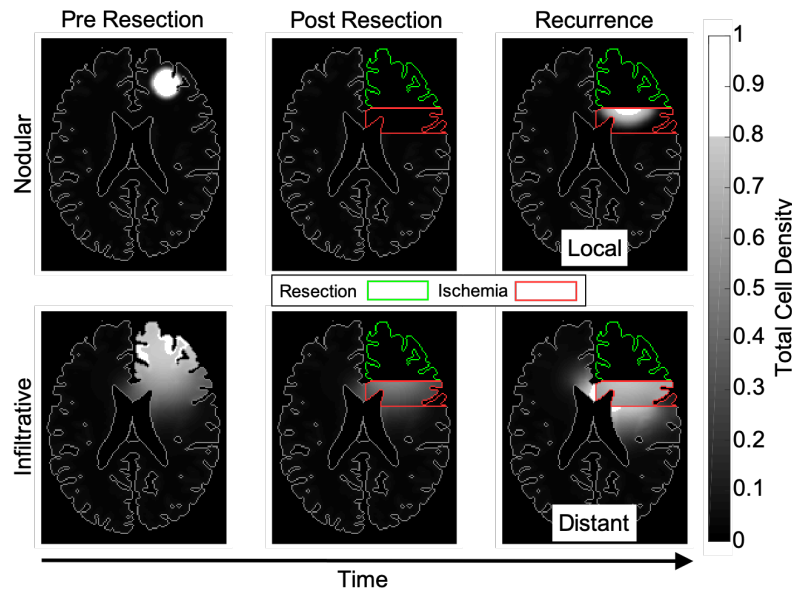 Pre Resection
Post Resection
Recurrence
Nodular
Local
Resection
Ischemia
Infiltrative
Distant
Time
1
0.9
0.8
0.7
0.6
0.5
0.4
0.3
0.2
0.1
0
Total Cell Density